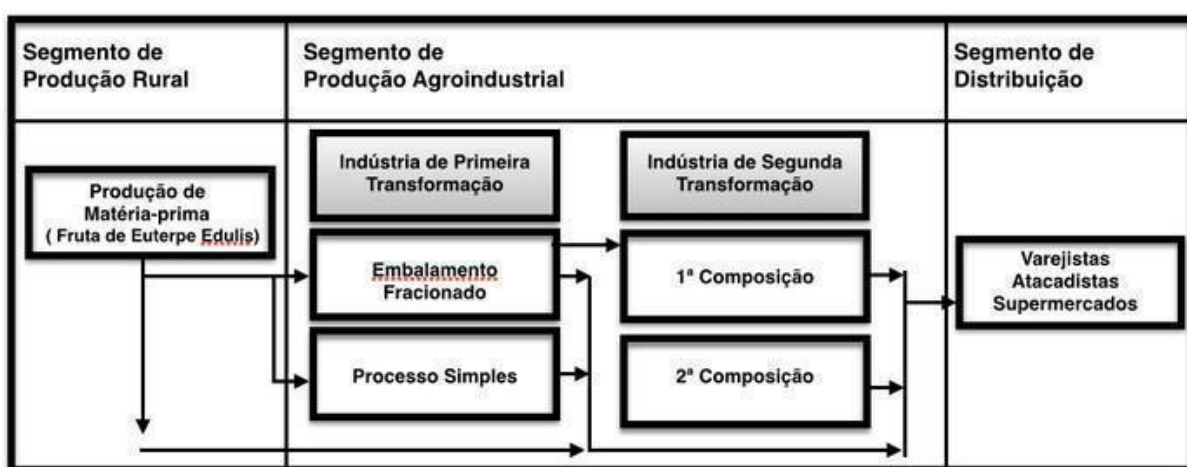 Segmento de
Produção Rural
Segmento de
Produção Agroindustrial
Segmento de
Distribuição
Produção de
Matéria-prima
( Fruta de Euterpe Edulis)
Indústria de Primeira
Transformação
Indústria de Segunda
Transformação
Embalamento
Fracionado
1ª Composição
Varejistas
Atacadistas
Supermercados
Processo Simples
2ª Composição